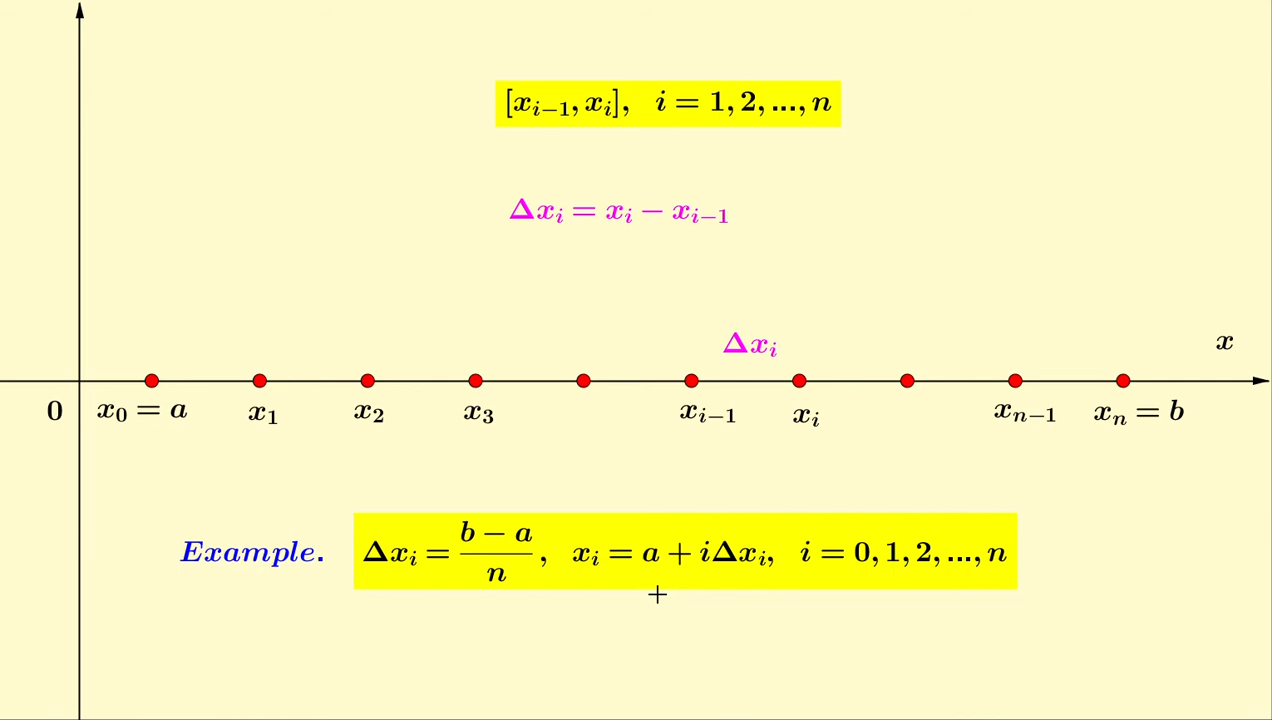 [x_{i-1}, x_i],  i = 1, 2, ..., n
Δx_i = x_i − x_{i−1}
Δx_i
x
0 x_0 = a x_1 x_2 x_3 x_{i−1} x_i x_{n−1} x_n = b
Example. Δx_i = \frac{b − a}{n},  x_i = a + iΔx_i,  i = 0, 1, 2, ..., n